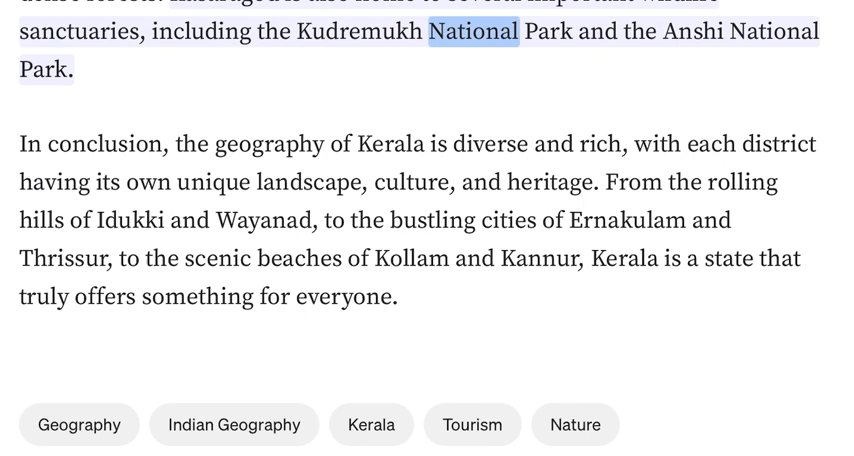 sanctuaries, including the Kudremukh National Park and the Anshi National
Park.
In conclusion, the geography of Kerala is diverse and rich, with each district
having its own unique landscape, culture, and heritage. From the rolling
hills of Idukki and Wayanad, to the bustling cities of Ernakulam and
Thrissur, to the scenic beaches of Kollam and Kannur, Kerala is a state that
truly offers something for everyone.
Geography Indian Geography Kerala Tourism Nature